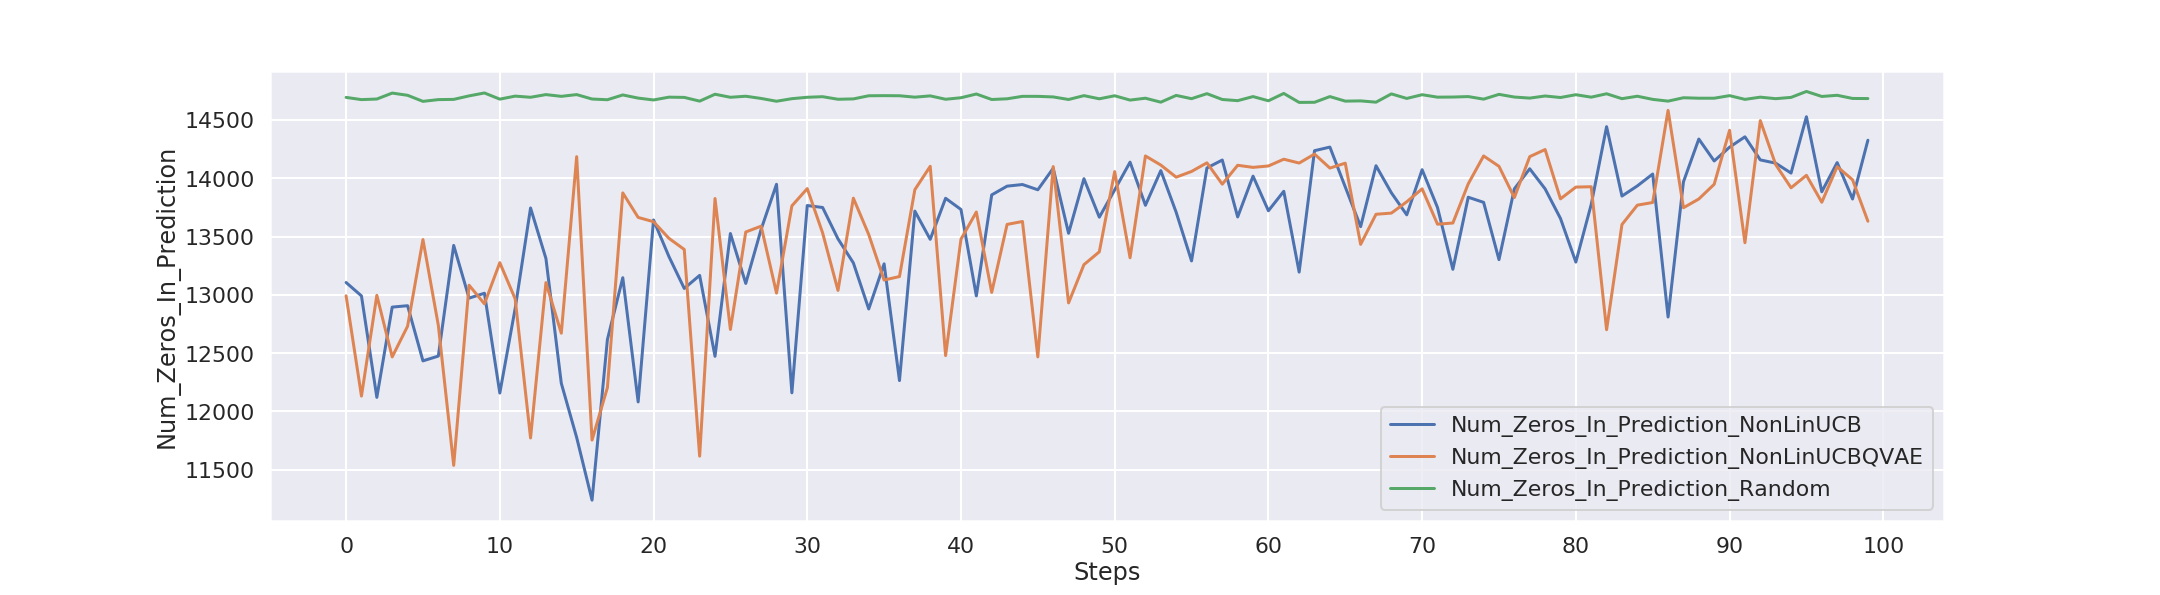 Num_Zeros_In_Prediction
14500
14000
13500
13000
12500
12000
11500
0 10 20 30 40 50 60 70 80 90 100
Steps
Num_Zeros_In_Prediction_NonLinUCB
Num_Zeros_In_Prediction_NonLinUCBQVAE
Num_Zeros_In_Prediction_Random